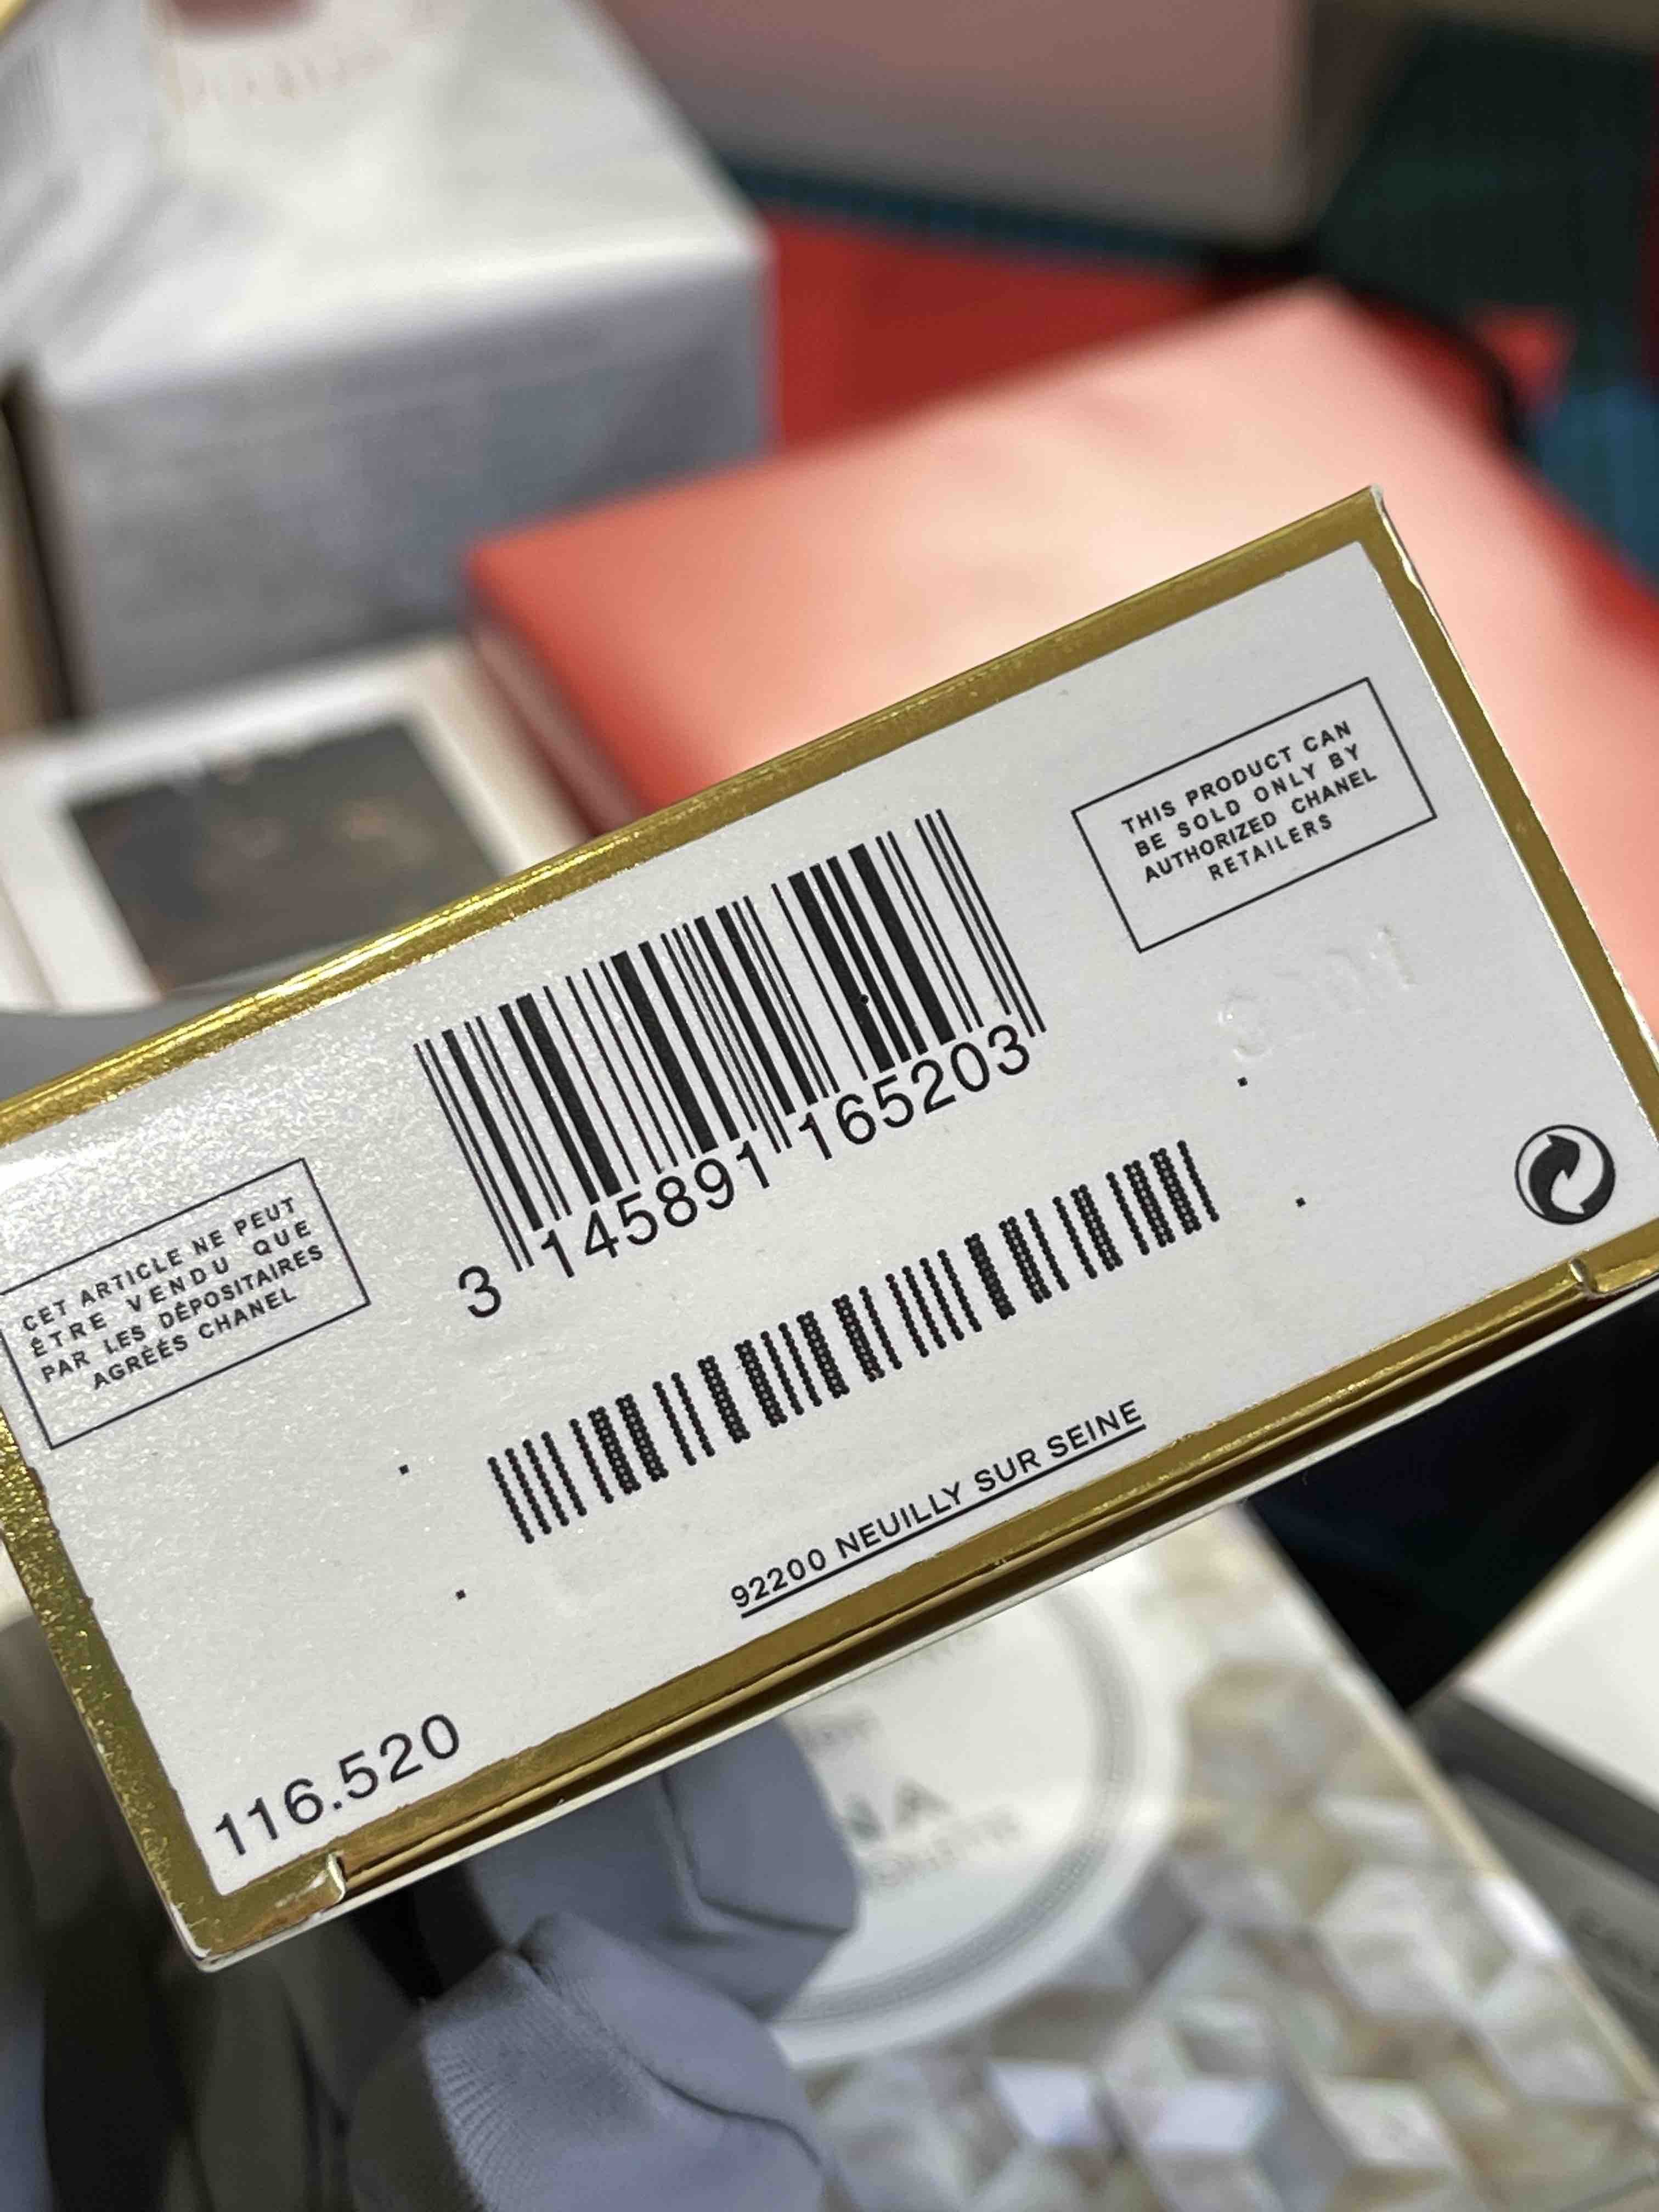 THIS PRODUCT CAN
BE SOLD ONLY BY
AUTHORIZED CHANEL
RETAILERS
3 145891 165203
CET ARTICLE NE PEUT
ÊTRE VENDU QUE
PAR LES DÉPOSITAIRES
AGRÉÉS CHANEL
92200 NEUILLY SUR SEINE
116.520